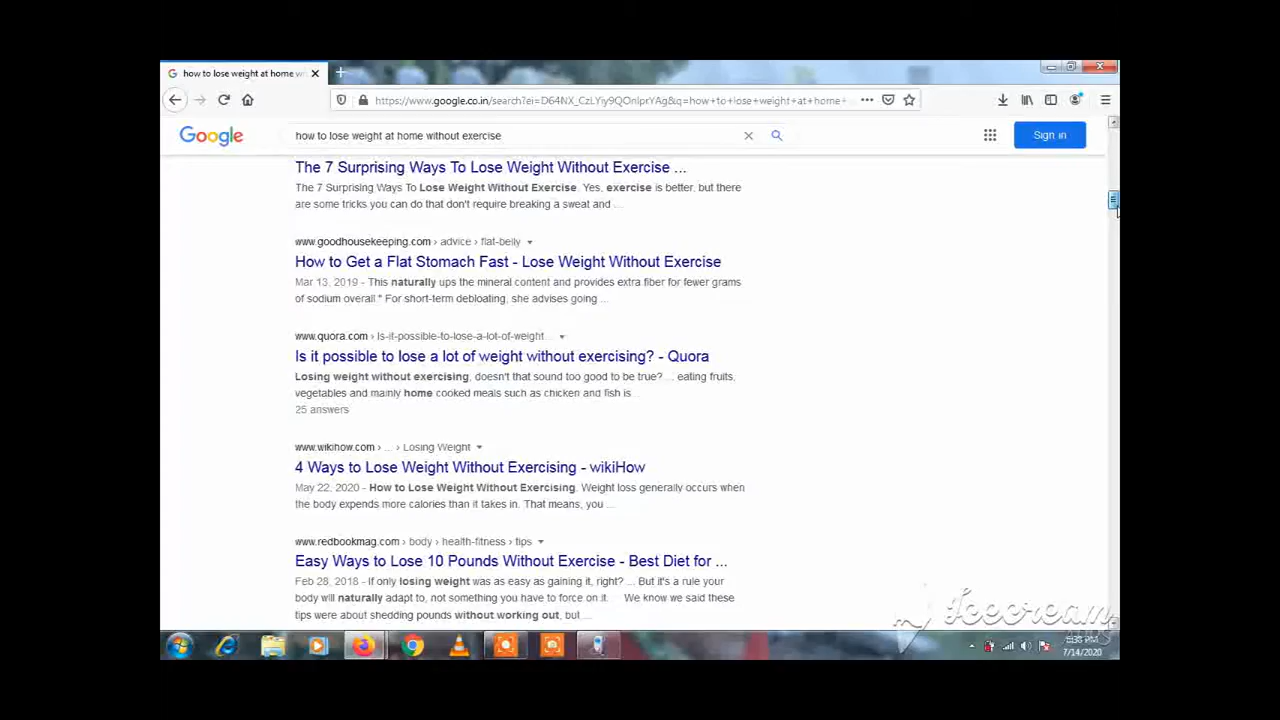 how to lose weight at home w
https://www.google.co.in/search?ei=D64NX_CzLYiy9QOnlprYAg&q=how+to+lose+weight+at+home+
Google
how to lose weight at home without exercise
Sign in
The 7 Surprising Ways To Lose Weight Without Exercise ...
The 7 Surprising Ways To Lose Weight Without Exercise. Yes, exercise is better, but there
are some tricks you can do that don't require breaking a sweat and ...
www.goodhousekeeping.com › advice › flat-belly
How to Get a Flat Stomach Fast - Lose Weight Without Exercise
Mar 13, 2019 - This naturally ups the mineral content and provides extra fiber for fewer grams
of sodium overall." For short-term debloating, she advises going ...
www.quora.com › Is-it-possible-to-lose-a-lot-of-weight...
Is it possible to lose a lot of weight without exercising? - Quora
Losing weight without exercising, doesn't that sound too good to be true? ... eating fruits,
vegetables and mainly home cooked meals such as chicken and fish is...
25 answers
www.wikihow.com › ... › Losing Weight
4 Ways to Lose Weight Without Exercising - wikiHow
May 22, 2020 - How to Lose Weight Without Exercising. Weight loss generally occurs when
the body expends more calories than it takes in. That means, you ...
www.redbookmag.com › body › health-fitness › tips
Easy Ways to Lose 10 Pounds Without Exercise - Best Diet for ...
Feb 28, 2018 - If only losing weight was as easy as gaining it, right? ... But it's a rule your
body will naturally adapt to, not something you have to force on it. ... We know we said these
tips were about shedding pounds without working out, but ...
Icecream
7/14/2020